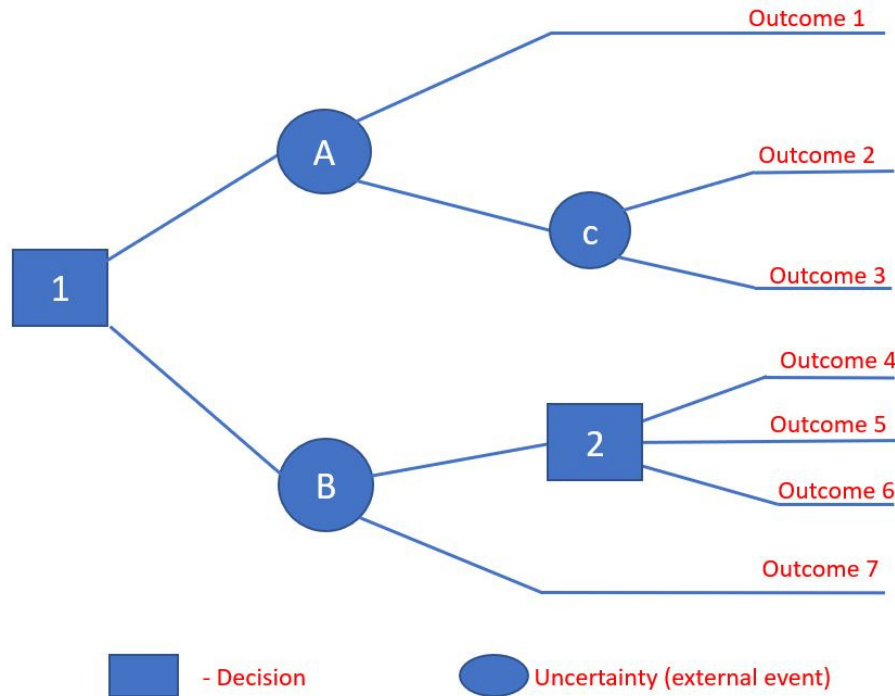 Outcome 1
A
Outcome 2
c
Outcome 3
1
Outcome 4
Outcome 5
2
Outcome 6
B
Outcome 7
- Decision
Uncertainty (external event)